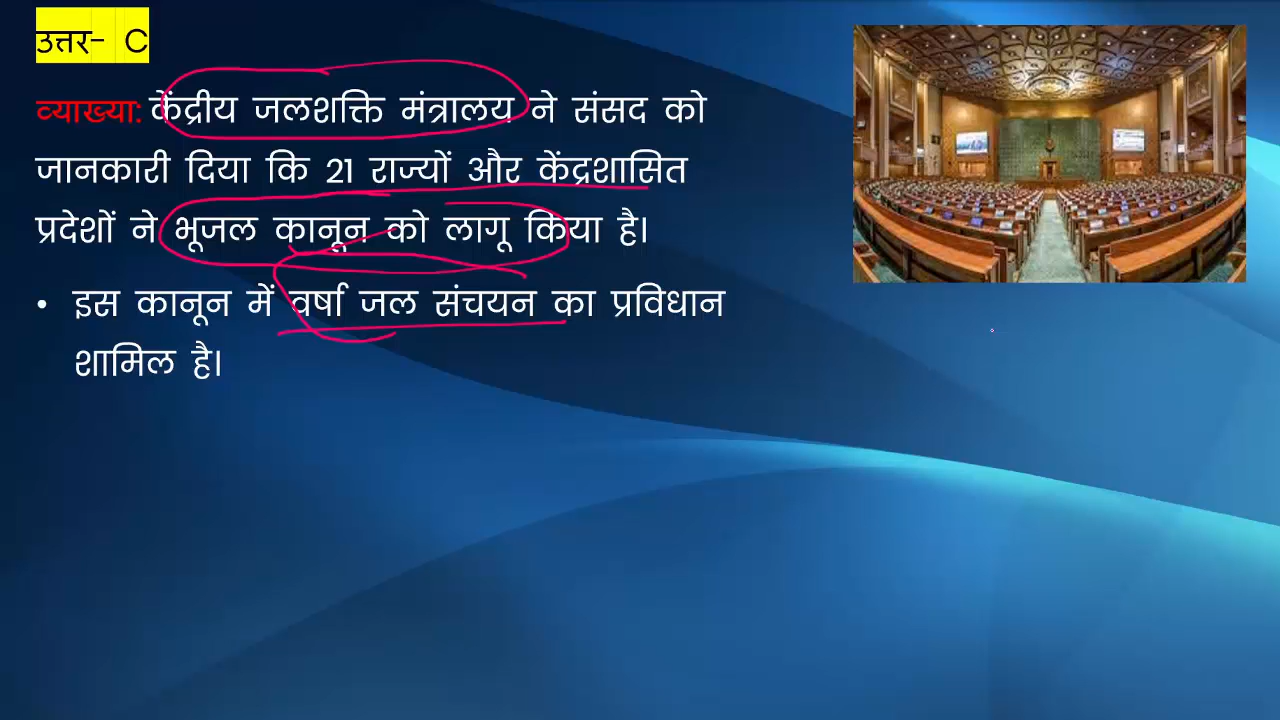 उत्तर- C
व्याख्या: केंद्रीय जलशक्ति मंत्रालय ने संसद को
जानकारी दिया कि 21 राज्यों और केंद्रशासित
प्रदेशों ने भूजल कानून को लागू किया है।
• इस कानून में वर्षा जल संचयन का प्रविधान
शामिल है।